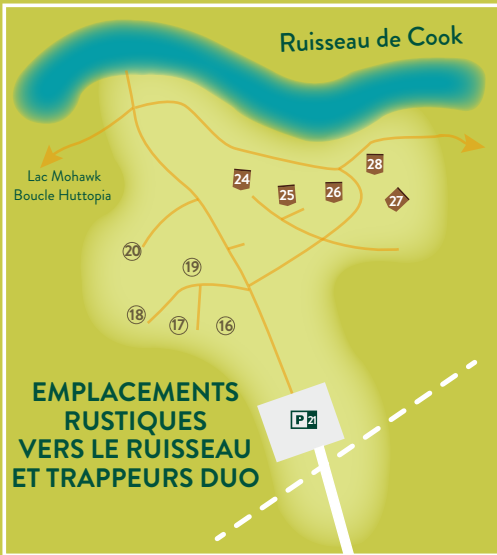 Ruisseau de Cook
Lac Mohawk
Boucle Huttopia
28
24
25
26
27
20
19
18
17
16
P 21
EMPLACEMENTS
RUSTIQUES
VERS LE RUISSEAU
ET TRAPPEURS DUO